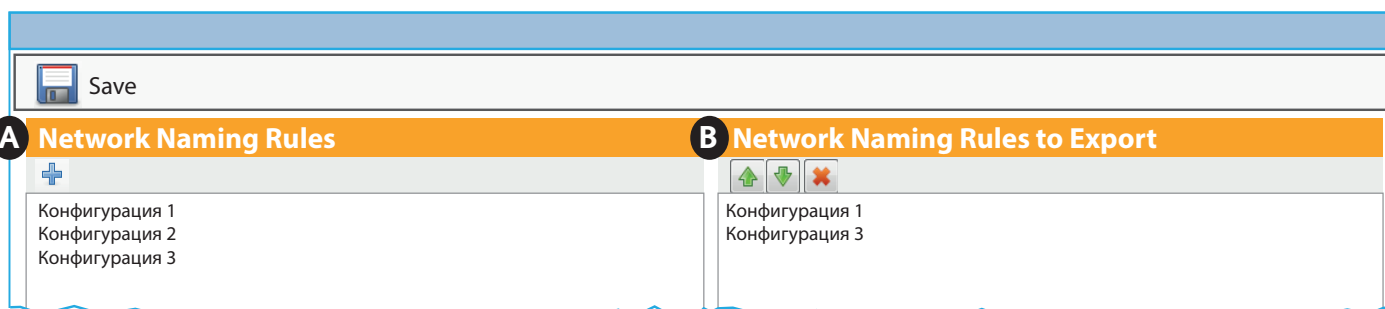 Save
A Network Naming Rules
B Network Naming Rules to Export
Конфигурация 1
Конфигурация 2
Конфигурация 3
Конфигурация 1
Конфигурация 3